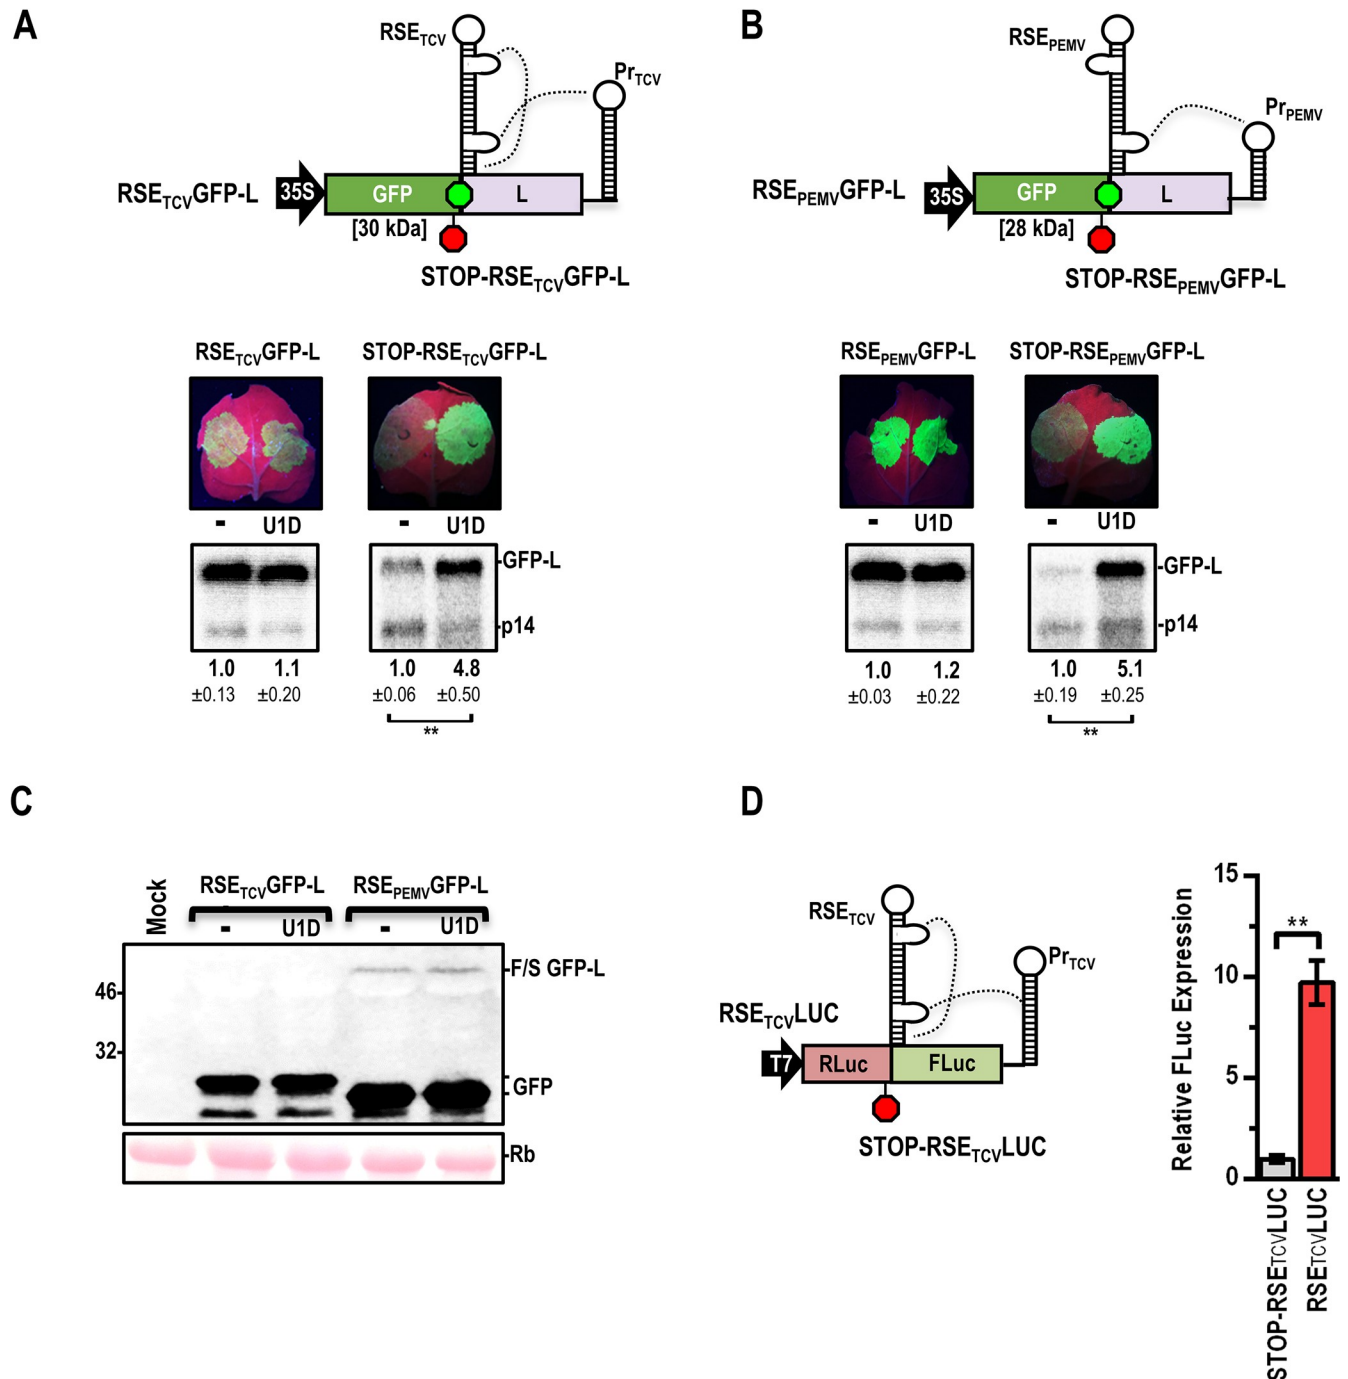 A
RSETCV
PrTCV
RSETCVGFP-L
35S
GFP
L
[30 kDa]
STOP-RSETCVGFP-L
RSETCVGFP-L
STOP-RSETCVGFP-L
- U1D
- U1D
-GFP-L
-p14
1.0 1.1 1.0 4.8
±0.13 ±0.20 ±0.06 ±0.50
**
B
RSEPEMV
PrPEMV
RSEPEMVGFP-L
35S
GFP
L
[28 kDa]
STOP-RSEPEMVGFP-L
RSEPEMVGFP-L
STOP-RSEPEMVGFP-L
- U1D
- U1D
-GFP-L
-p14
1.0 1.2 1.0 5.1
±0.03 ±0.22 ±0.19 ±0.25
**
C
Mock
RSETCVGFP-L
RSEPEMVGFP-L
- U1D - U1D
-F/S GFP-L
46-
32-
GFP
-Rb
D
RSETCV
PrTCV
RSETCVLUC
T7
RLuc
FLuc
STOP-RSETCVLUC
Relative FLuc Expression
15
10
5
0
**
STOP-RSETCVLUC
RSETCVLUC